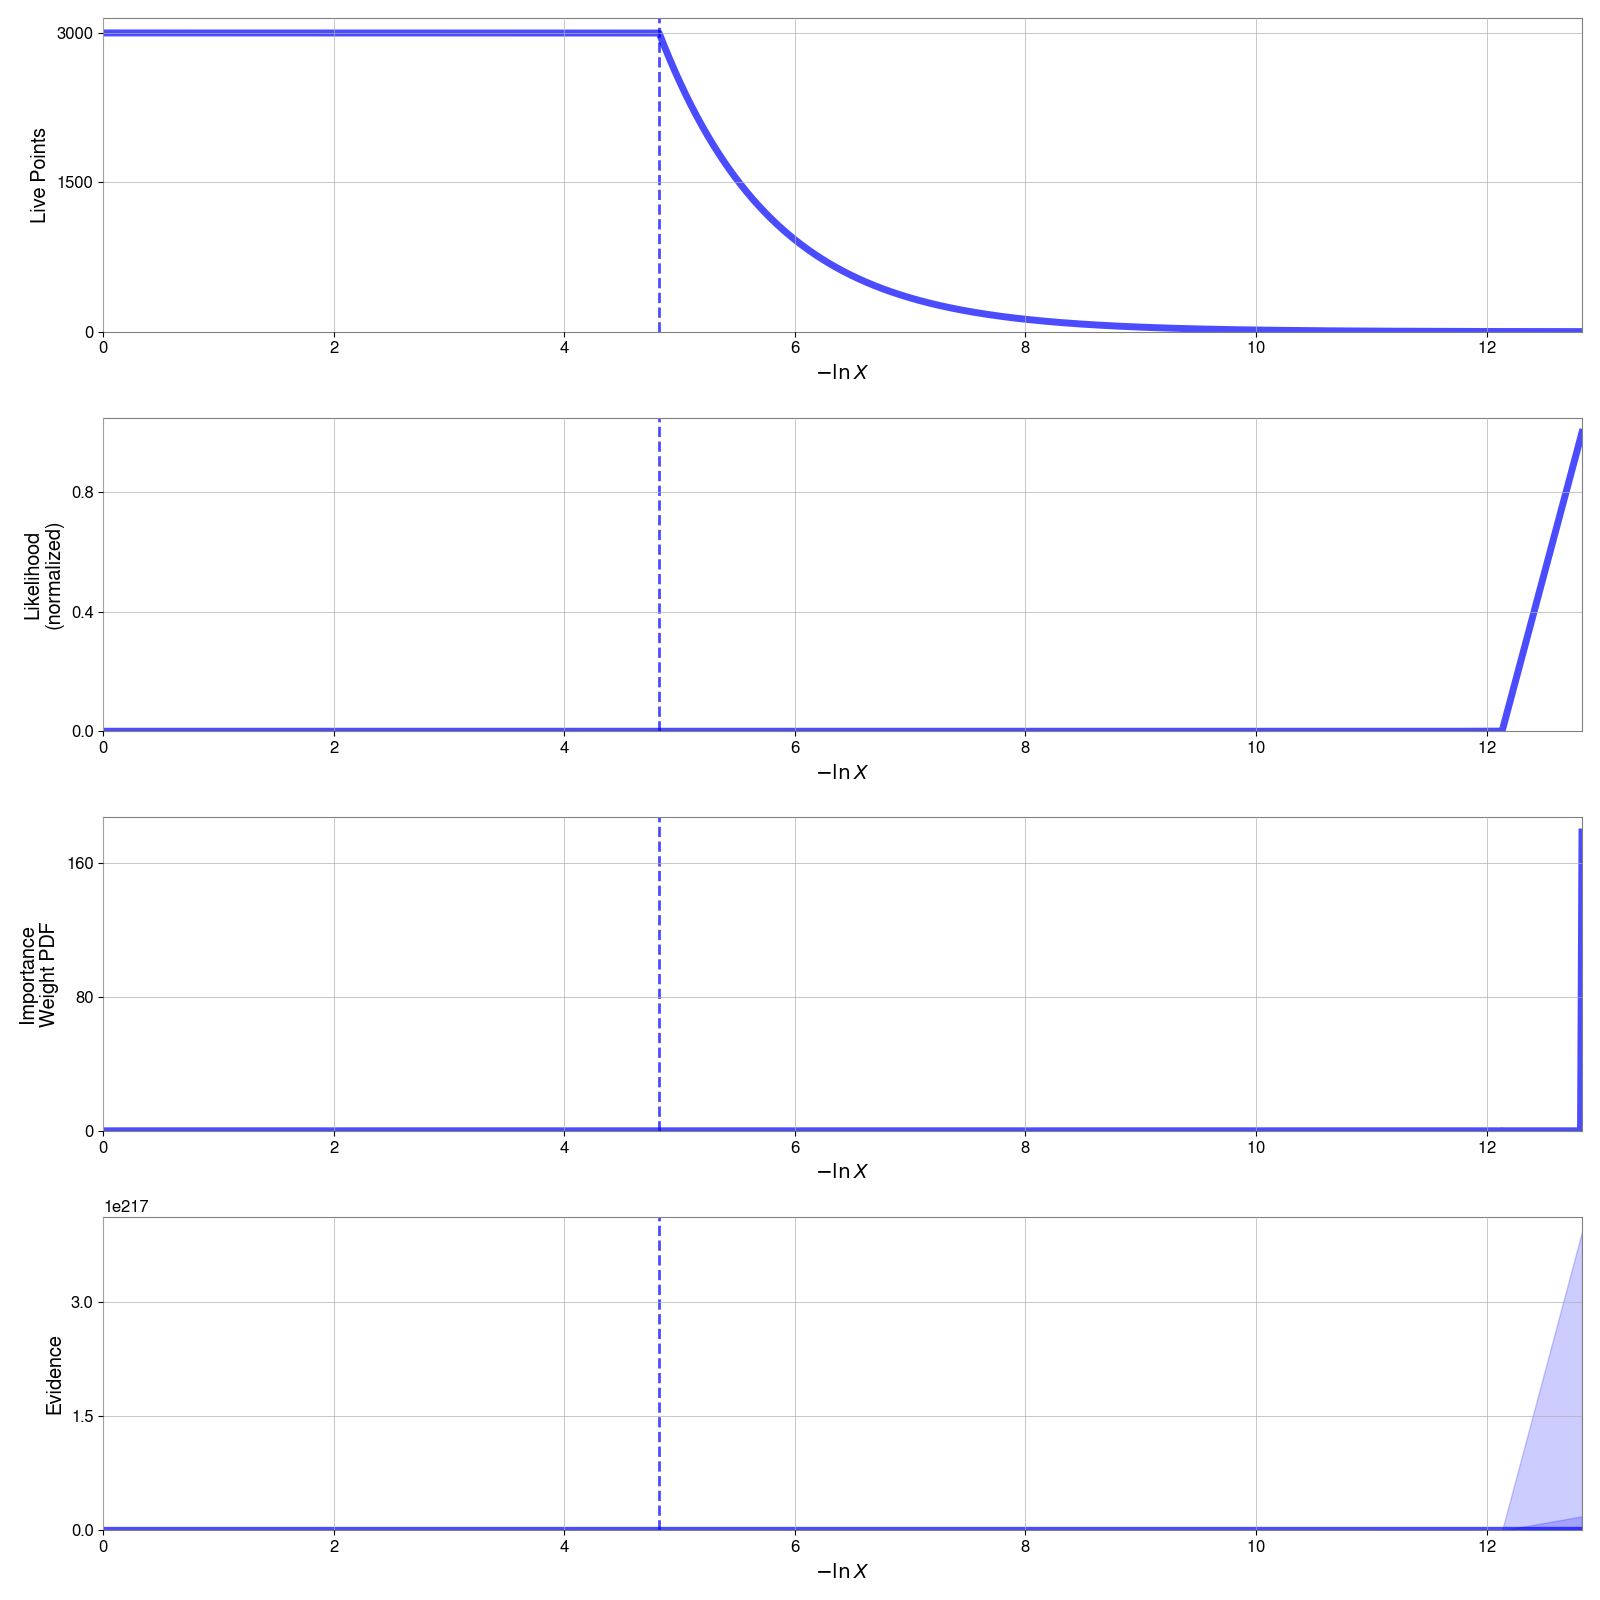 3000
1500
0
Live Points
0 2 4 6 8 10 12
−ln X
0.8
0.4
0.0
Likelihood
(normalized)
0 2 4 6 8 10 12
−ln X
160
80
0
Importance
Weight PDF
0 2 4 6 8 10 12
−ln X
1e217
3.0
1.5
0.0
Evidence
0 2 4 6 8 10 12
−ln X